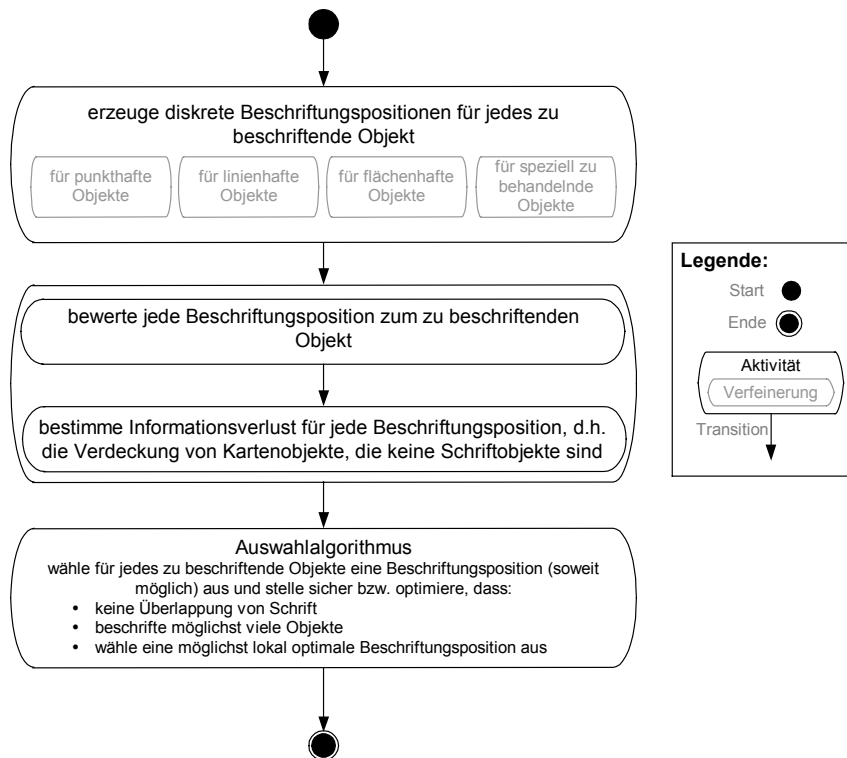 erzeuge diskrete Beschriftungspositionen für jedes zu
beschriftende Objekt
für punkthafte
Objekte
für linienhafte
Objekte
für flächenhafte
Objekte
für speziell zu
behandelnde
Objekte
bewerte jede Beschriftungsposition zum zu beschriftenden
Objekt
bestimme Informationsverlust für jede Beschriftungsposition, d.h.
die Verdeckung von Kartenobjekte, die keine Schriftobjekte sind
Auswahlalgorithmus
wähle für jedes zu beschriftende Objekte eine Beschriftungsposition (soweit
möglich) aus und stelle sicher bzw. optimiere, dass:
• keine Überlappung von Schrift
• beschrifte möglichst viele Objekte
• wähle eine möglichst lokal optimale Beschriftungsposition aus
Legende:
Start
Ende
Aktivität
Verfeinerung
Transition